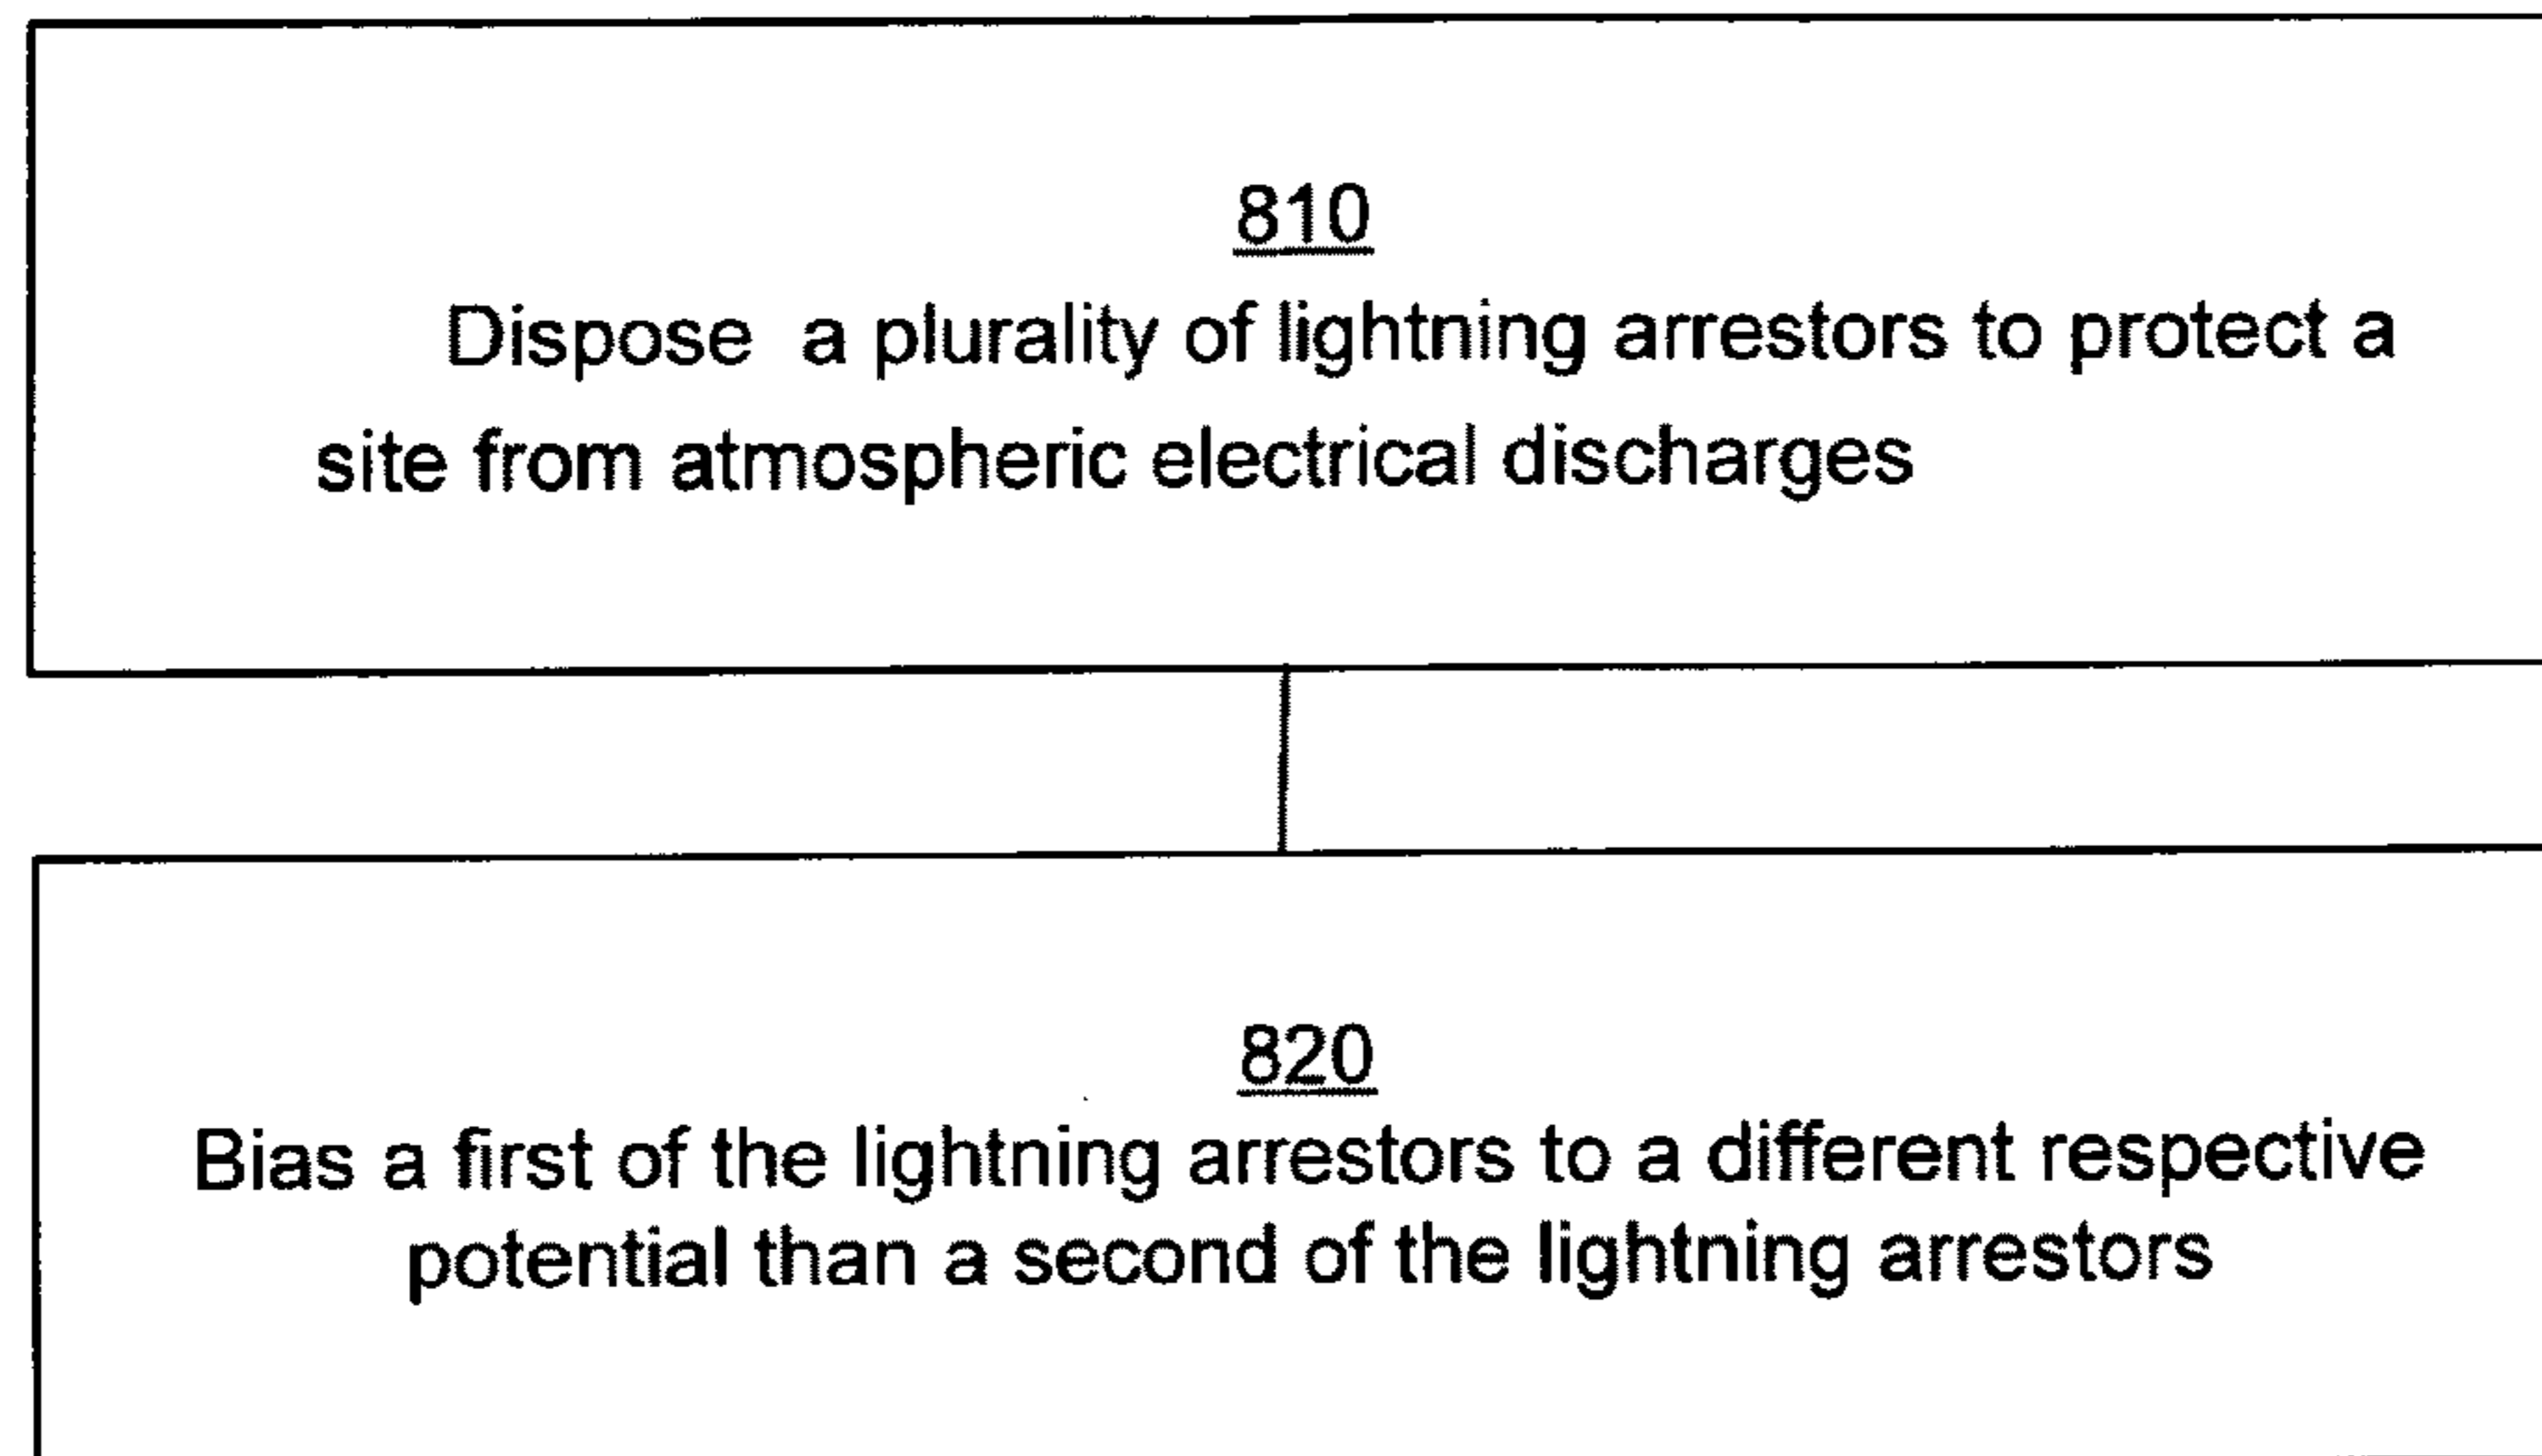 810
Dispose a plurality of lightning arrestors to protect a
site from atmospheric electrical discharges
820
Bias a first of the lightning arrestors to a different respective
potential than a second of the lightning arrestors